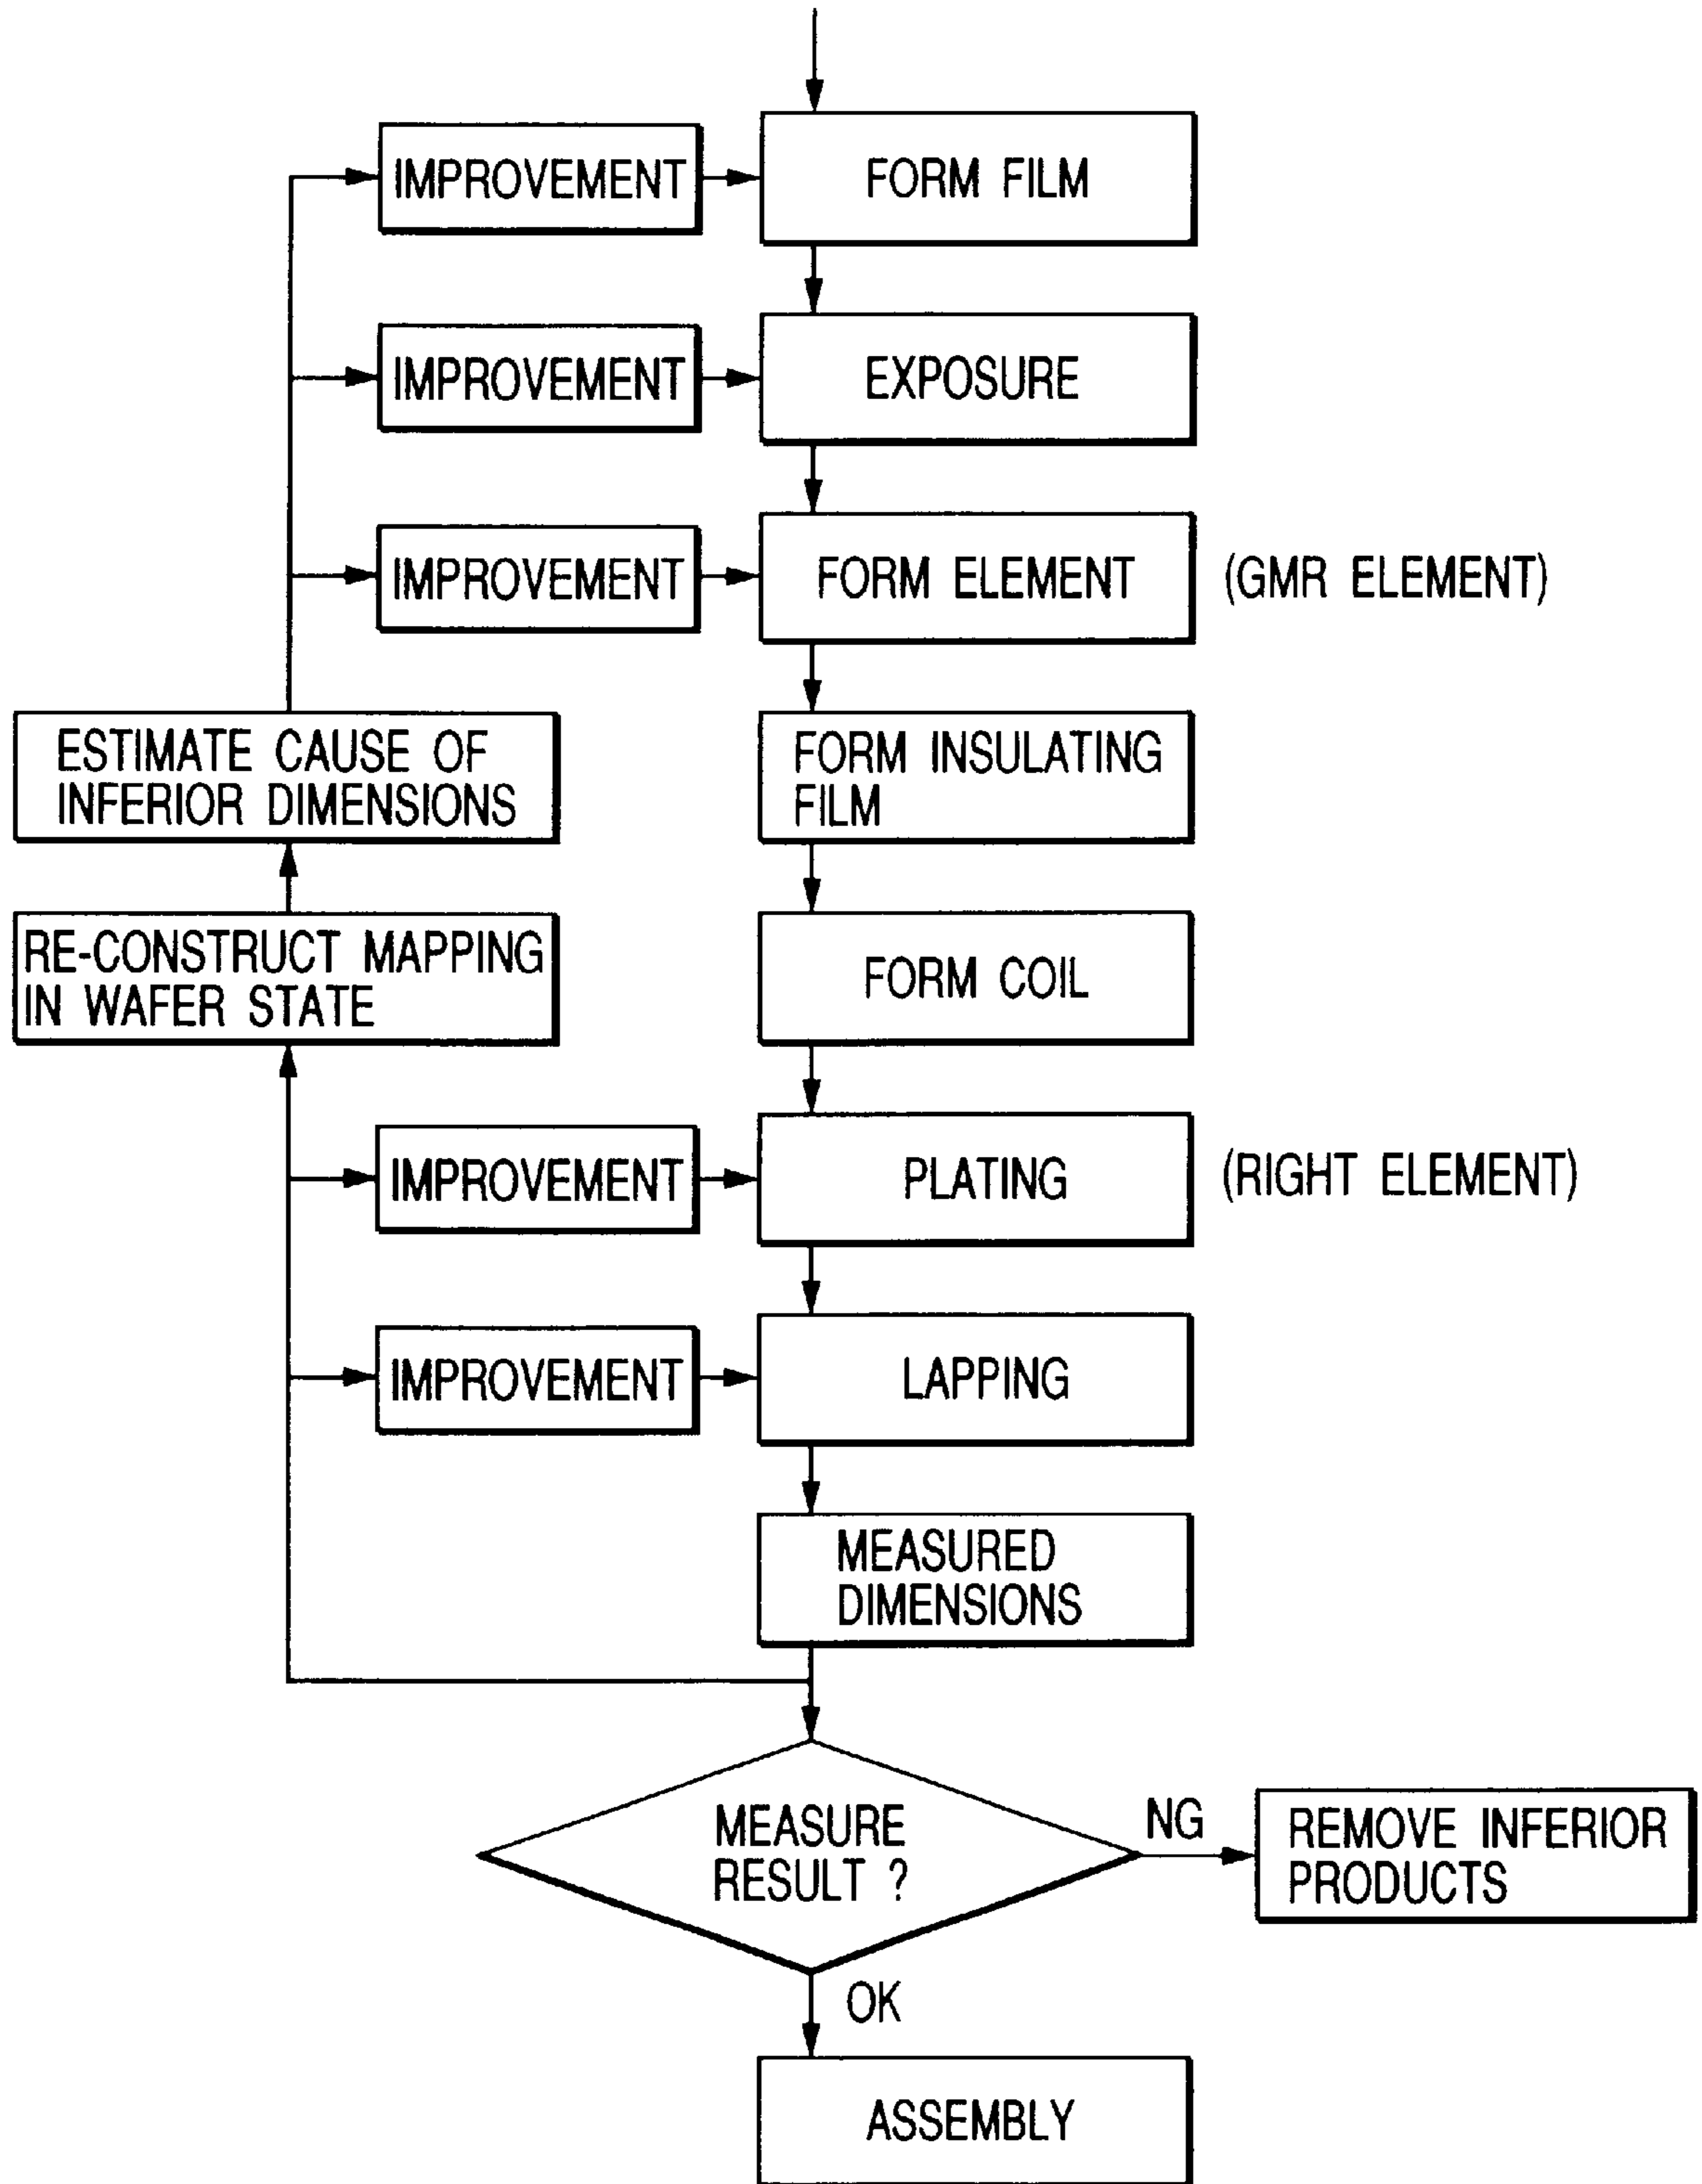 IMPROVEMENT
FORM FILM
IMPROVEMENT
EXPOSURE
IMPROVEMENT
FORM ELEMENT
(GMR ELEMENT)
ESTIMATE CAUSE OF
INFERIOR DIMENSIONS
FORM INSULATING
FILM
RE-CONSTRUCT MAPPING
IN WAFER STATE
FORM COIL
IMPROVEMENT
PLATING
(RIGHT ELEMENT)
IMPROVEMENT
LAPPING
MEASURED
DIMENSIONS
MEASURE
RESULT ?
NG
REMOVE INFERIOR
PRODUCTS
OK
ASSEMBLY